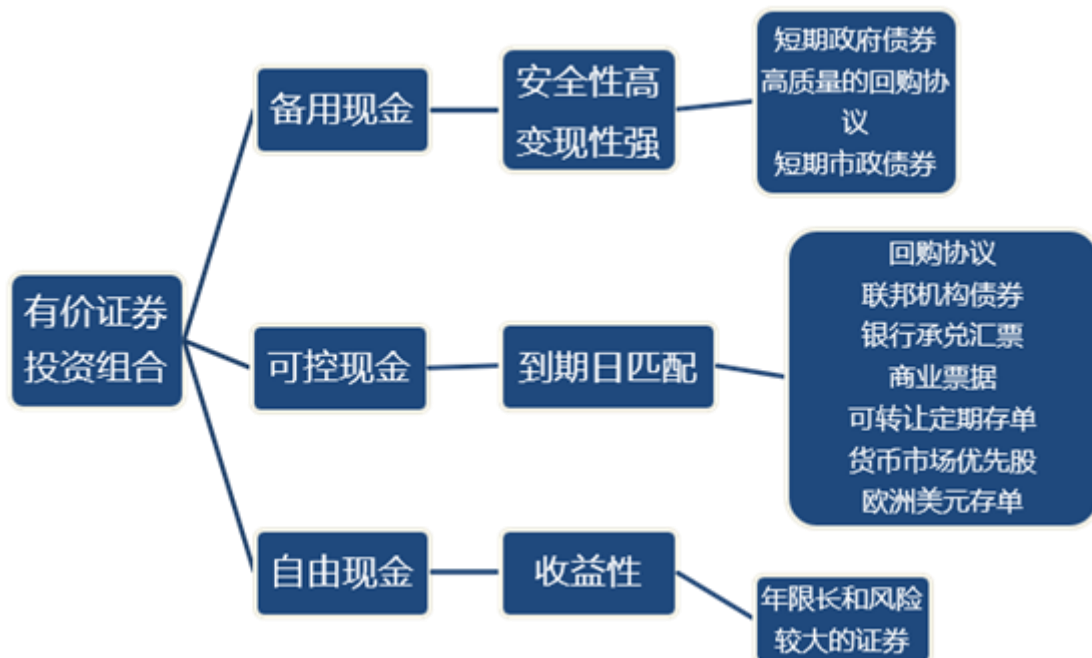 有价证券
投资组合
备用现金
安全性高
变现性强
短期政府债券
高质量的回购协
议
短期市政债券
可控现金
到期日匹配
回购协议
联邦机构债券
银行承兑汇票
商业票据
可转让定期存单
货币市场优先股
欧洲美元存单
自由现金
收益性
年限长和风险
较大的证券